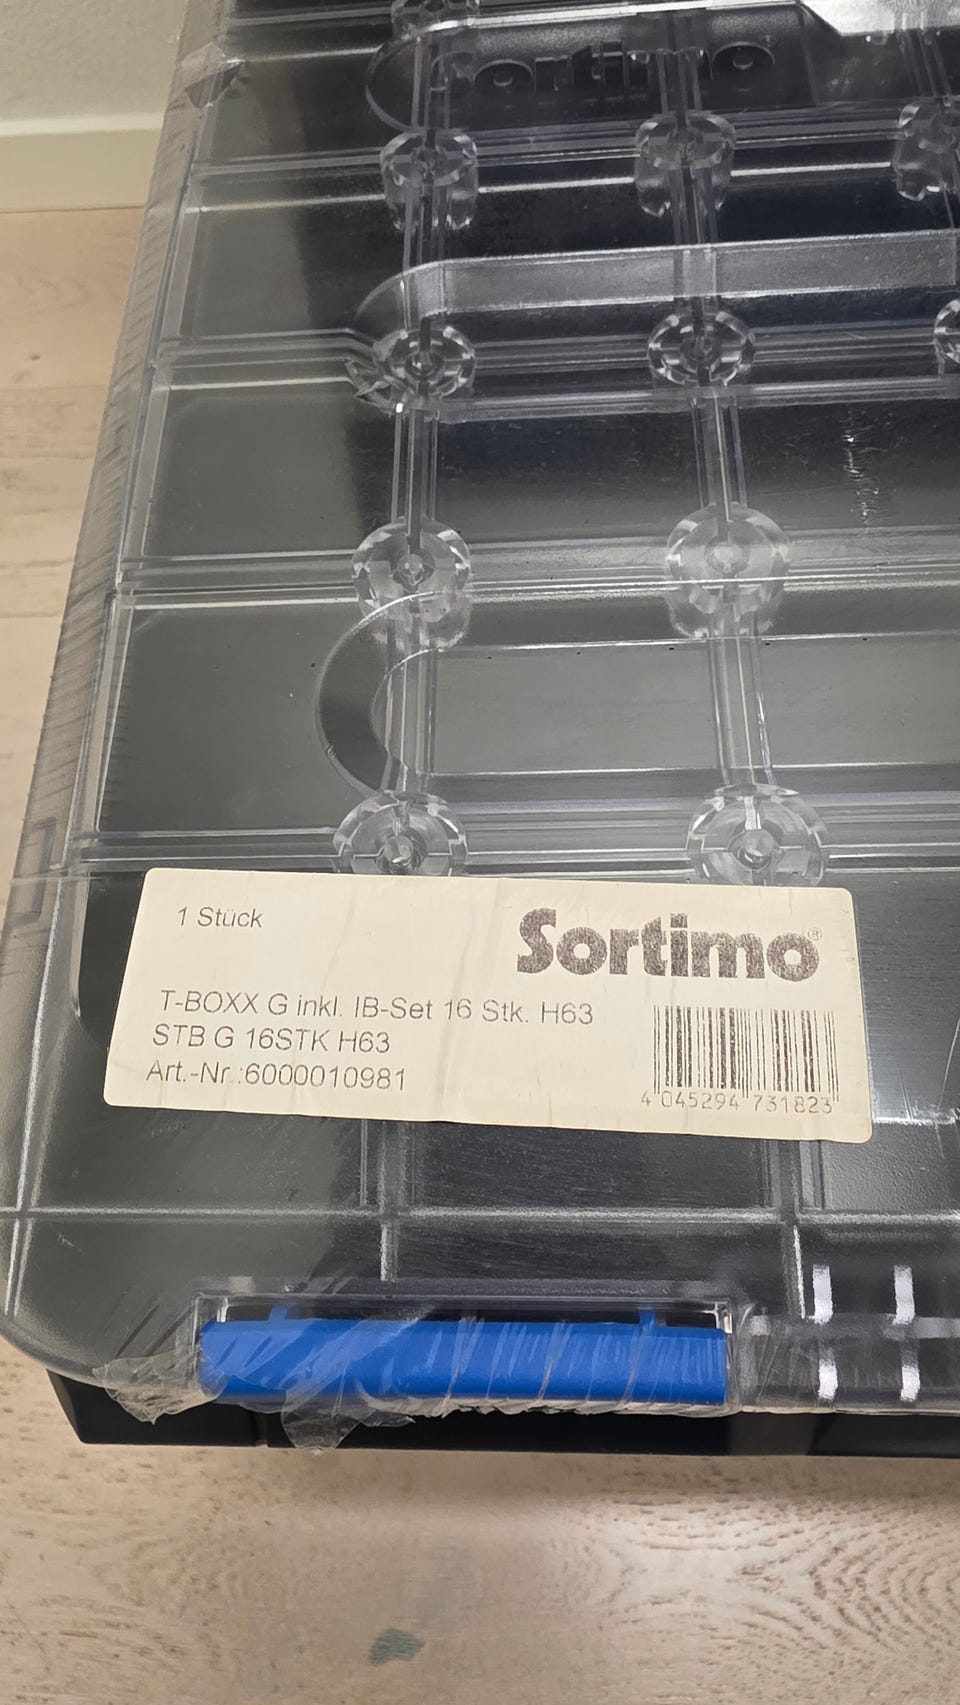 Sortimo
1 Stück
Sortimo®
T-BOXX G inkl. IB-Set 16 Stk. H63
STB G 16STK H63
Art.-Nr.:6000010981
4 045294 731823